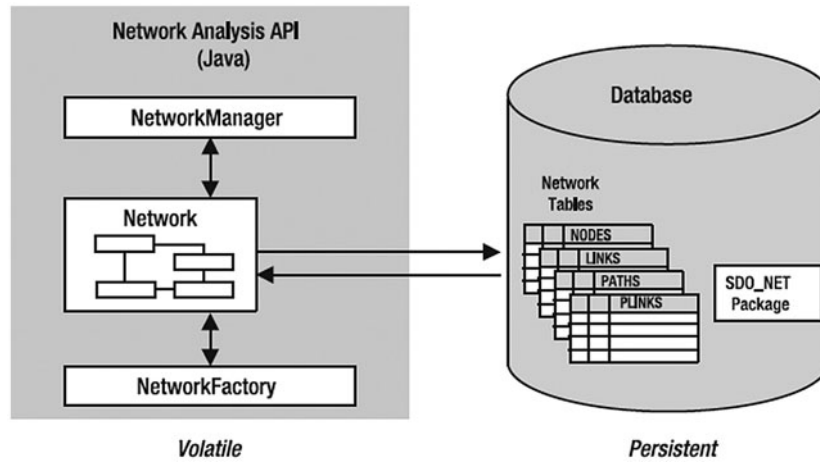 Network Analysis API
(Java)
NetworkManager
Network
NetworkFactory
Volatile
Database
Network
Tables
NODES
LINKS
PATHS
PLINKS
SDO_NET
Package
Persistent